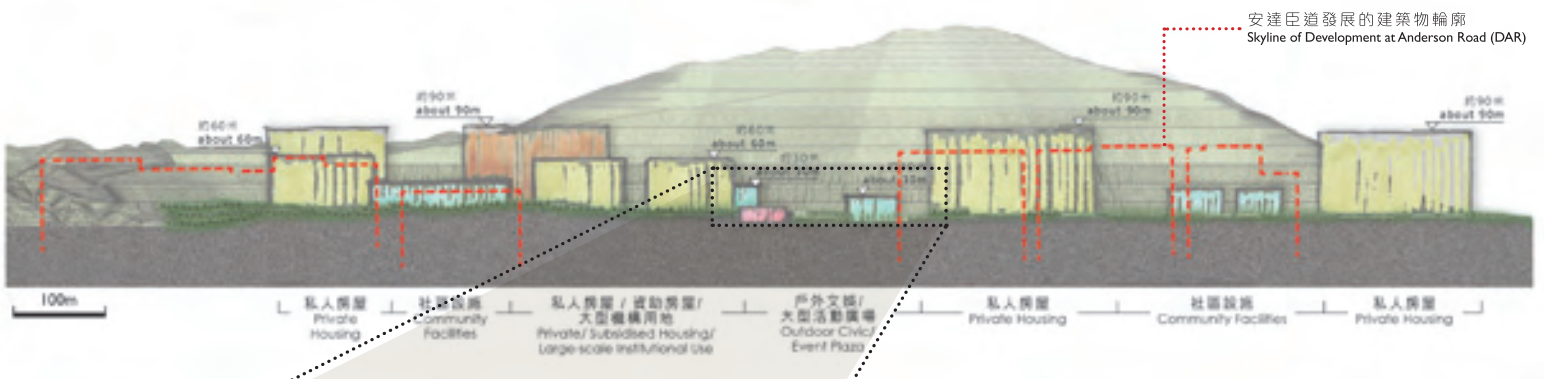 安達臣道發展的建築物輪廓
Skyline of Development at Anderson Road (DAR)
約60米
about 60m
約90米
about 90m
約60米
about 60m
約90米
about 90m
約90米
about 90m
100m
私人房屋
Private
Housing
社區設施
Community
Facilities
私人房屋 / 資助房屋/
大型機構用地
Private/ Subsidised Housing/
Large-scale Institutional Use
戶外文娛/
大型活動廣場
Outdoor Civic/
Event Plaza
私人房屋
Private Housing
社區設施
Community Facilities
私人房屋
Private Housing